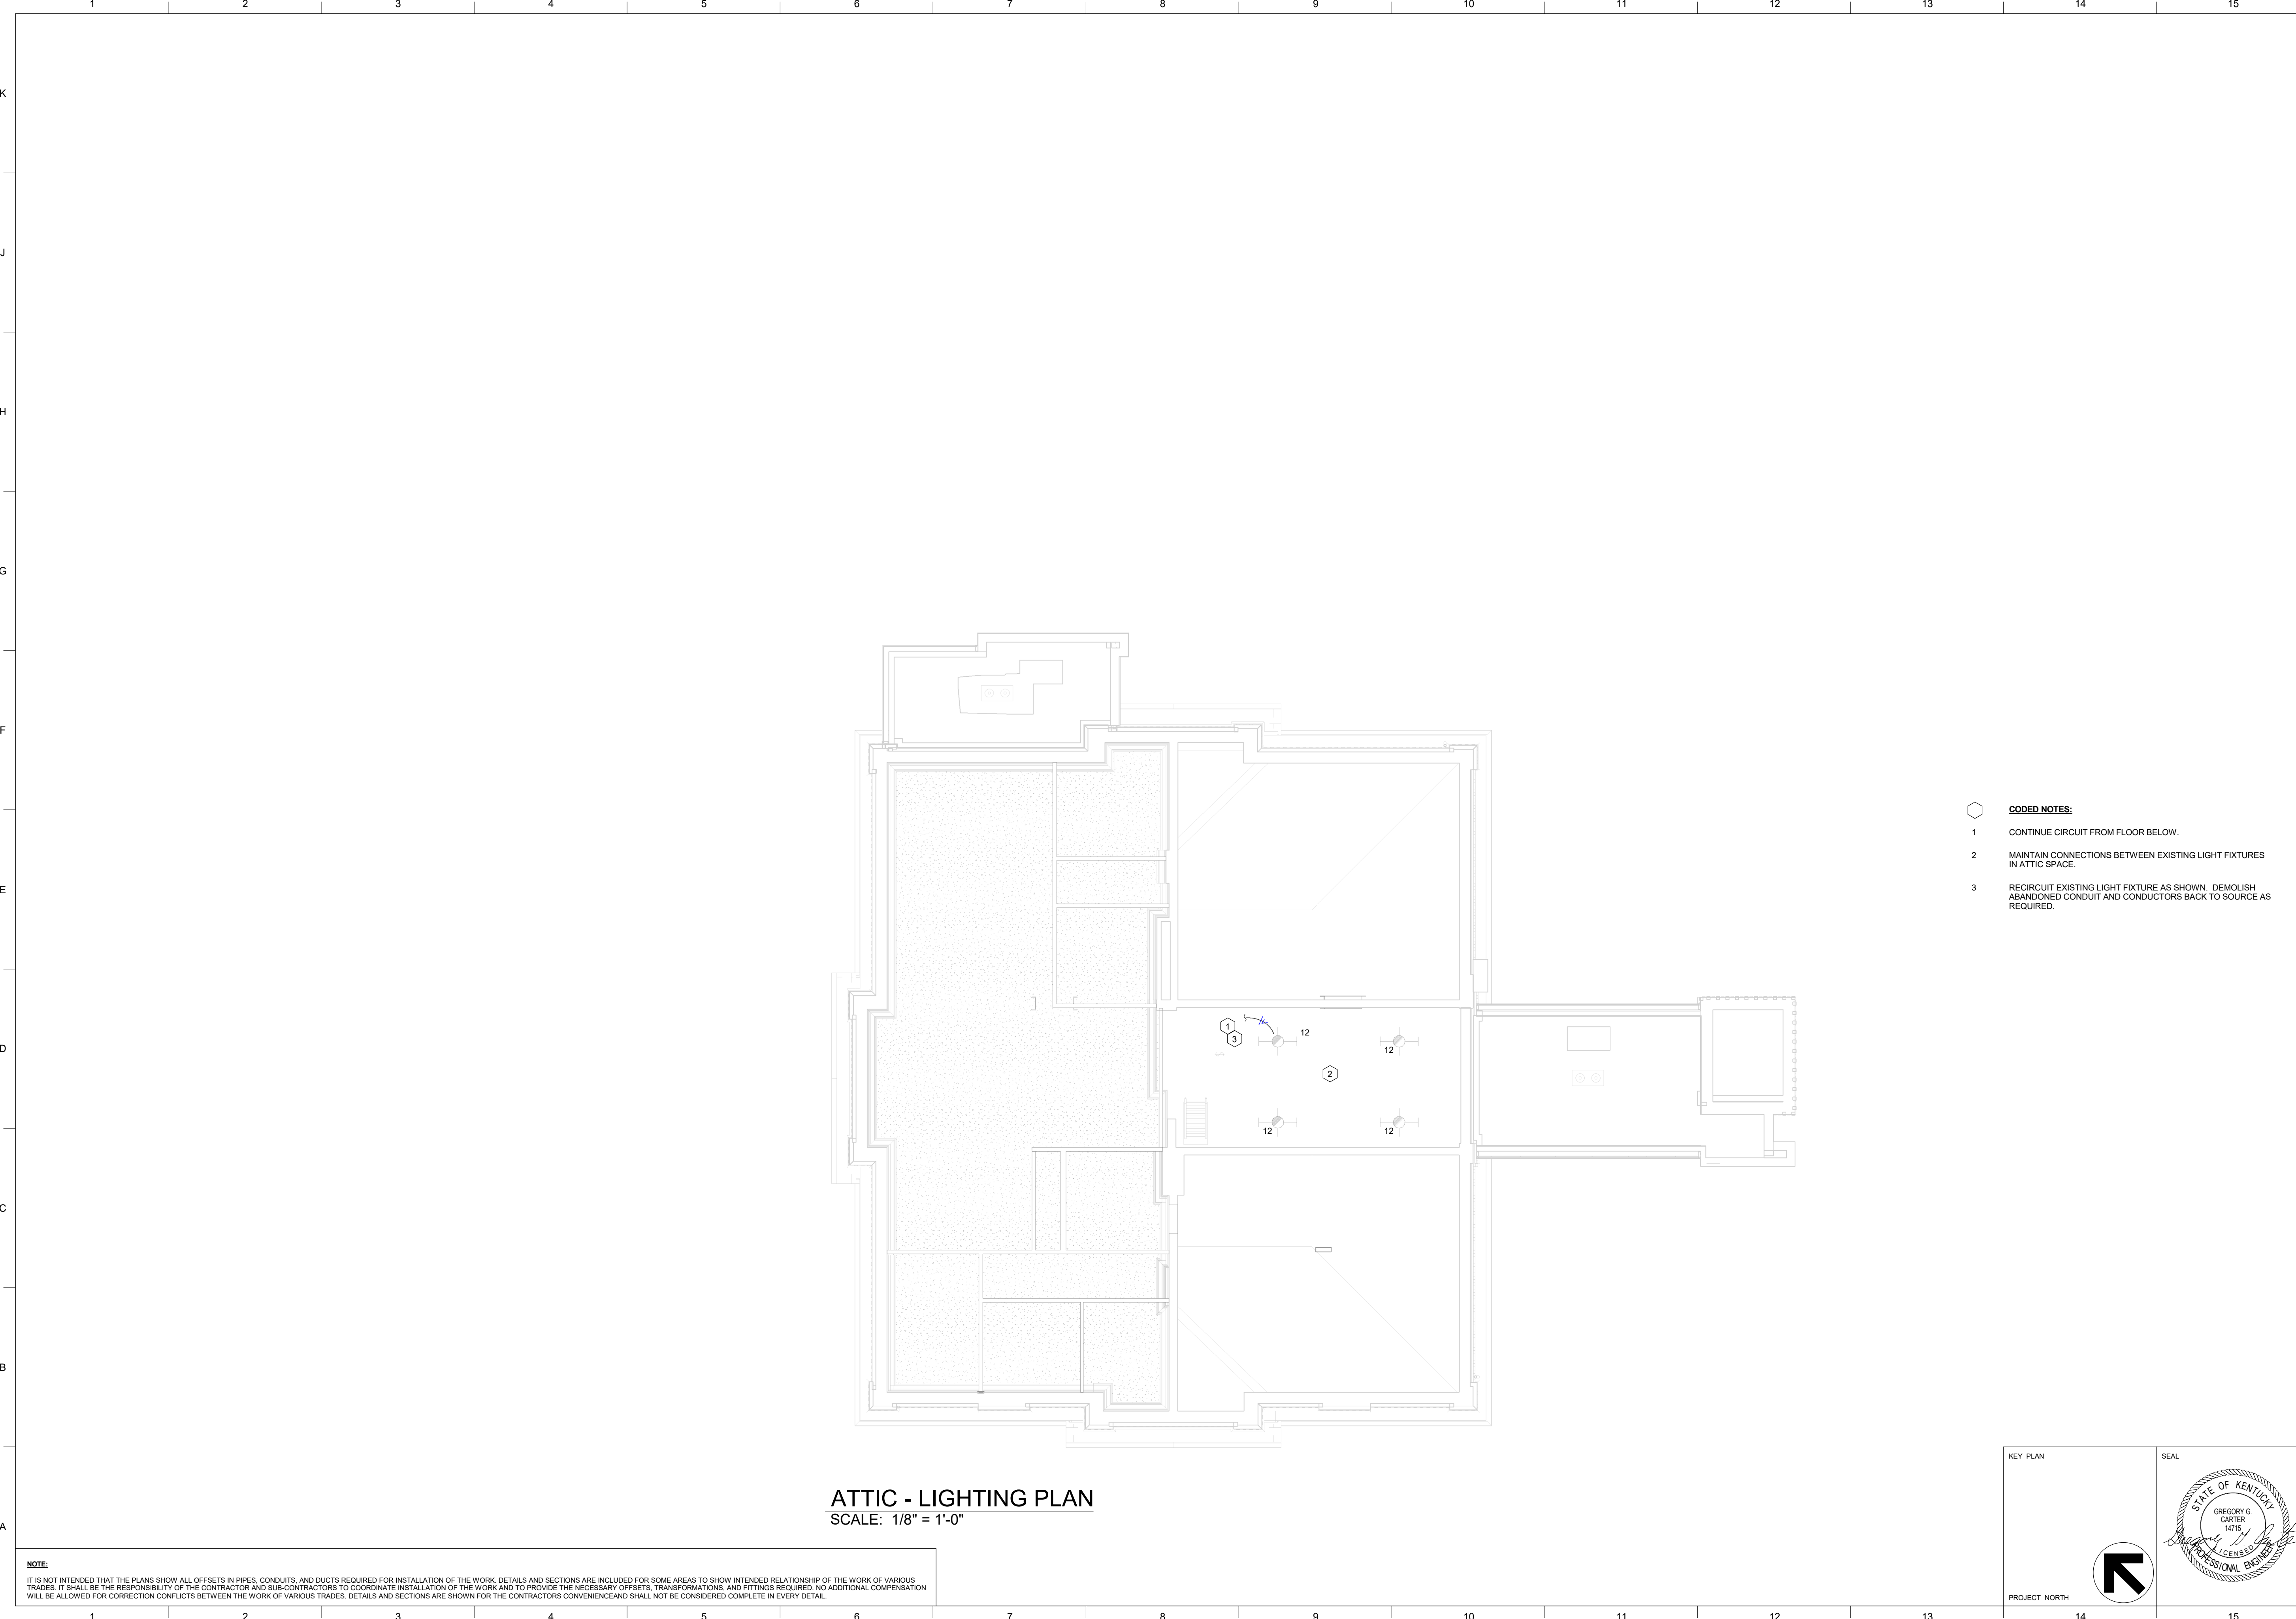 1 2 3 4 5 6 7 8 9 10 11 12 13 14 15
K
J
H
G
F
E
D
C
B
A
CODED NOTES:
1 CONTINUE CIRCUIT FROM FLOOR BELOW.
2 MAINTAIN CONNECTIONS BETWEEN EXISTING LIGHT FIXTURES
IN ATTIC SPACE.
3 RECIRCUIT EXISTING LIGHT FIXTURE AS SHOWN. DEMOLISH
ABANDONED CONDUIT AND CONDUCTORS BACK TO SOURCE AS
REQUIRED.
1
3
12
12
2
12
12
ATTIC - LIGHTING PLAN
SCALE: 1/8" = 1'-0"
NOTE:
IT IS NOT INTENDED THAT THE PLANS SHOW ALL OFFSETS IN PIPES, CONDUITS, AND DUCTS REQUIRED FOR INSTALLATION OF THE WORK. DETAILS AND SECTIONS ARE INCLUDED FOR SOME AREAS TO SHOW INTENDED RELATIONSHIP OF THE WORK OF VARIOUS
TRADES. IT SHALL BE THE RESPONSIBILITY OF THE CONTRACTOR AND SUB-CONTRACTORS TO COORDINATE INSTALLATION OF THE WORK AND TO PROVIDE THE NECESSARY OFFSETS, TRANSFORMATIONS, AND FITTINGS REQUIRED. NO ADDITIONAL COMPENSATION
WILL BE ALLOWED FOR CORRECTION CONFLICTS BETWEEN THE WORK OF VARIOUS TRADES. DETAILS AND SECTIONS ARE SHOWN FOR THE CONTRACTORS CONVENIENCEAND SHALL NOT BE CONSIDERED COMPLETE IN EVERY DETAIL.
KEY PLAN
PROJECT NORTH
SEAL
STATE OF KENTUCKY
GREGORY G.
CARTER
14715
LICENSED
PROFESSIONAL ENGINEER
1 2 3 4 5 6 7 8 9 10 11 12 13 14 15